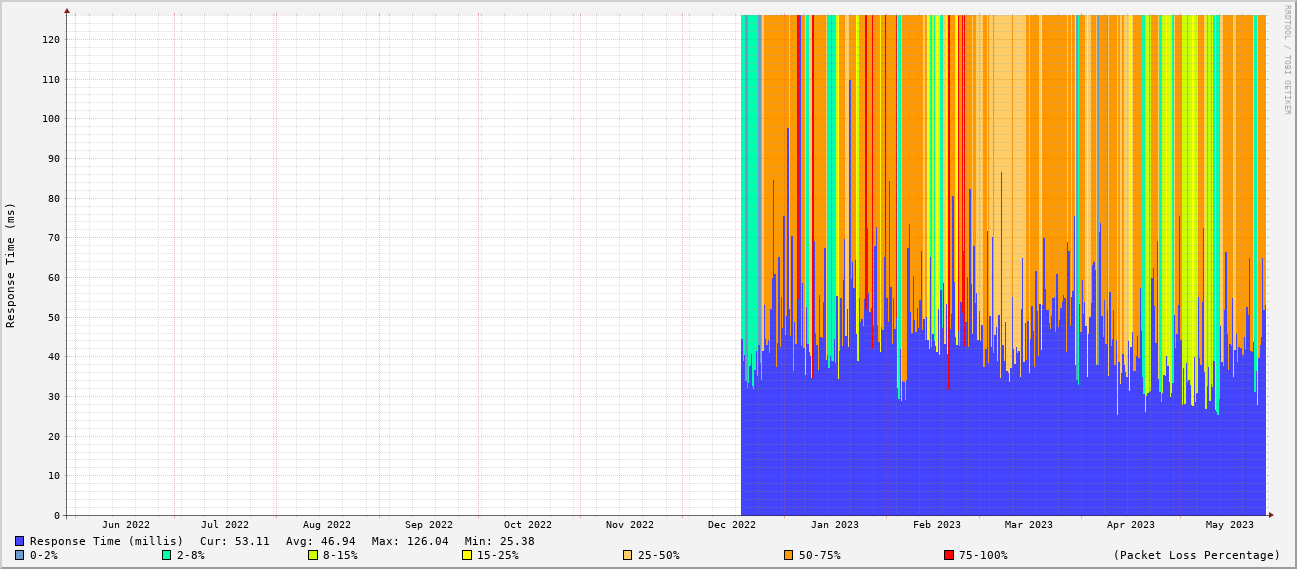 RRDTOOL / TOBI OETIKER
Response Time (ms)
120
110
100
90
80
70
60
50
40
30
20
10
0
Jun 2022 Jul 2022 Aug 2022 Sep 2022 Oct 2022 Nov 2022 Dec 2022 Jan 2023 Feb 2023 Mar 2023 Apr 2023 May 2023
Response Time (millis) Cur: 53.11 Avg: 46.94 Max: 126.04 Min: 25.38
0-2% 2-8% 8-15% 15-25% 25-50% 50-75% 75-100% (Packet Loss Percentage)